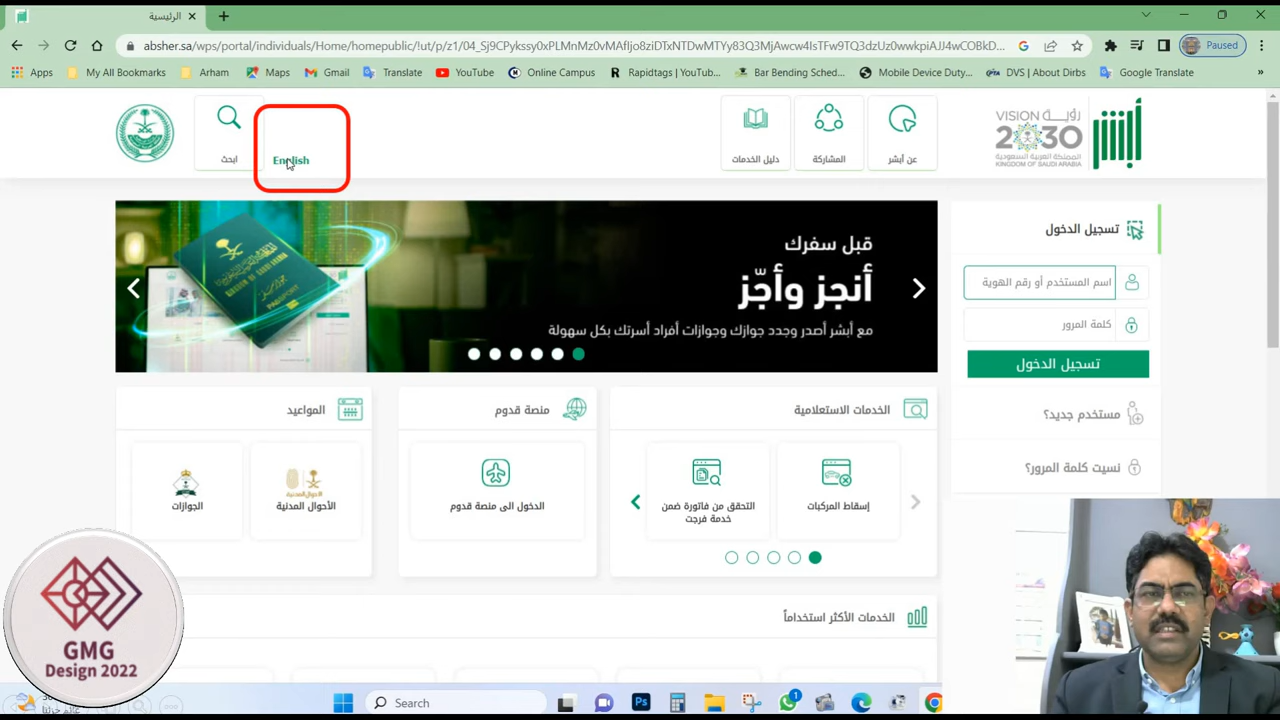 الرئيسية
absher.sa/wps/portal/individuals/Home/homepublic/!ut/p/z1/04_Sj9CPykssy0xPLMnMz0vMAfIjo8ziDTxNTDwMTYy83Q3MjAwcw4IsTFw9TQ3dzUz0wwkpiAJJ4wCOBkD...
Paused
Apps
My All Bookmarks
Arham
Maps
Gmail
Translate
YouTube
Online Campus
Rapidtags | YouTub...
Bar Bending Sched...
Mobile Device Duty...
DVS | About Dirbs
Google Translate
»
ابحث
English
دليل الخدمات
المشاركة
عن أبشر
VISION رؤيــة
2030
المملكة العربية السعودية
KINGDOM OF SAUDI ARABIA
أبشر
قبل سفرك
أنجز وأجّز
مع أبشر أصدر وجدد جوازك وجوازات أفراد أسرتك بكل سهولة
تسجيل الدخول
اسم المستخدم أو رقم الهوية
كلمة المرور
تسجيل الدخول
مستخدم جديد؟
نسيت كلمة المرور؟
الخدمات الاستعلامية
إسقاط المركبات
التحقق من فاتورة ضمن
خدمة فرجت
منصة قدوم
الدخول الى منصة قدوم
المواعيد
الأحوال المدنية
الجوازات
الخدمات الأكثر استخداماً
GMG
Design 2022
Search
1